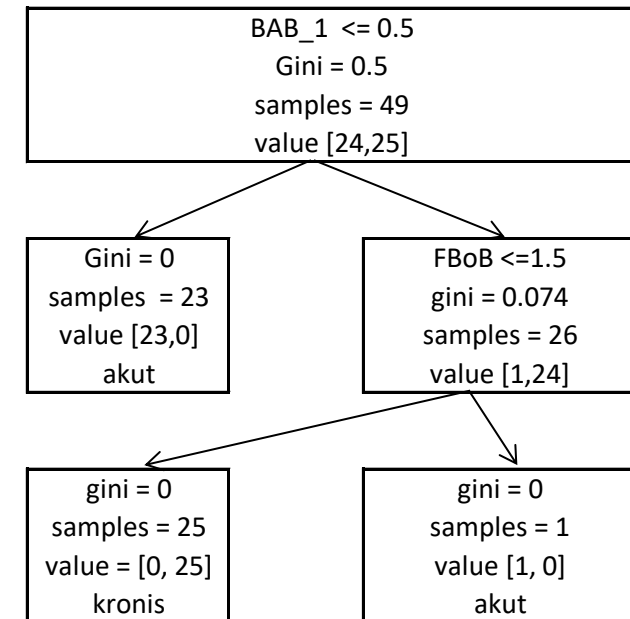 BAB_1 <= 0.5
Gini = 0.5
samples = 49
value [24,25]
Gini = 0
samples = 23
value [23,0]
akut
FBoB <=1.5
gini = 0.074
samples = 26
value [1,24]
gini = 0
samples = 25
value = [0, 25]
kronis
gini = 0
samples = 1
value [1, 0]
akut